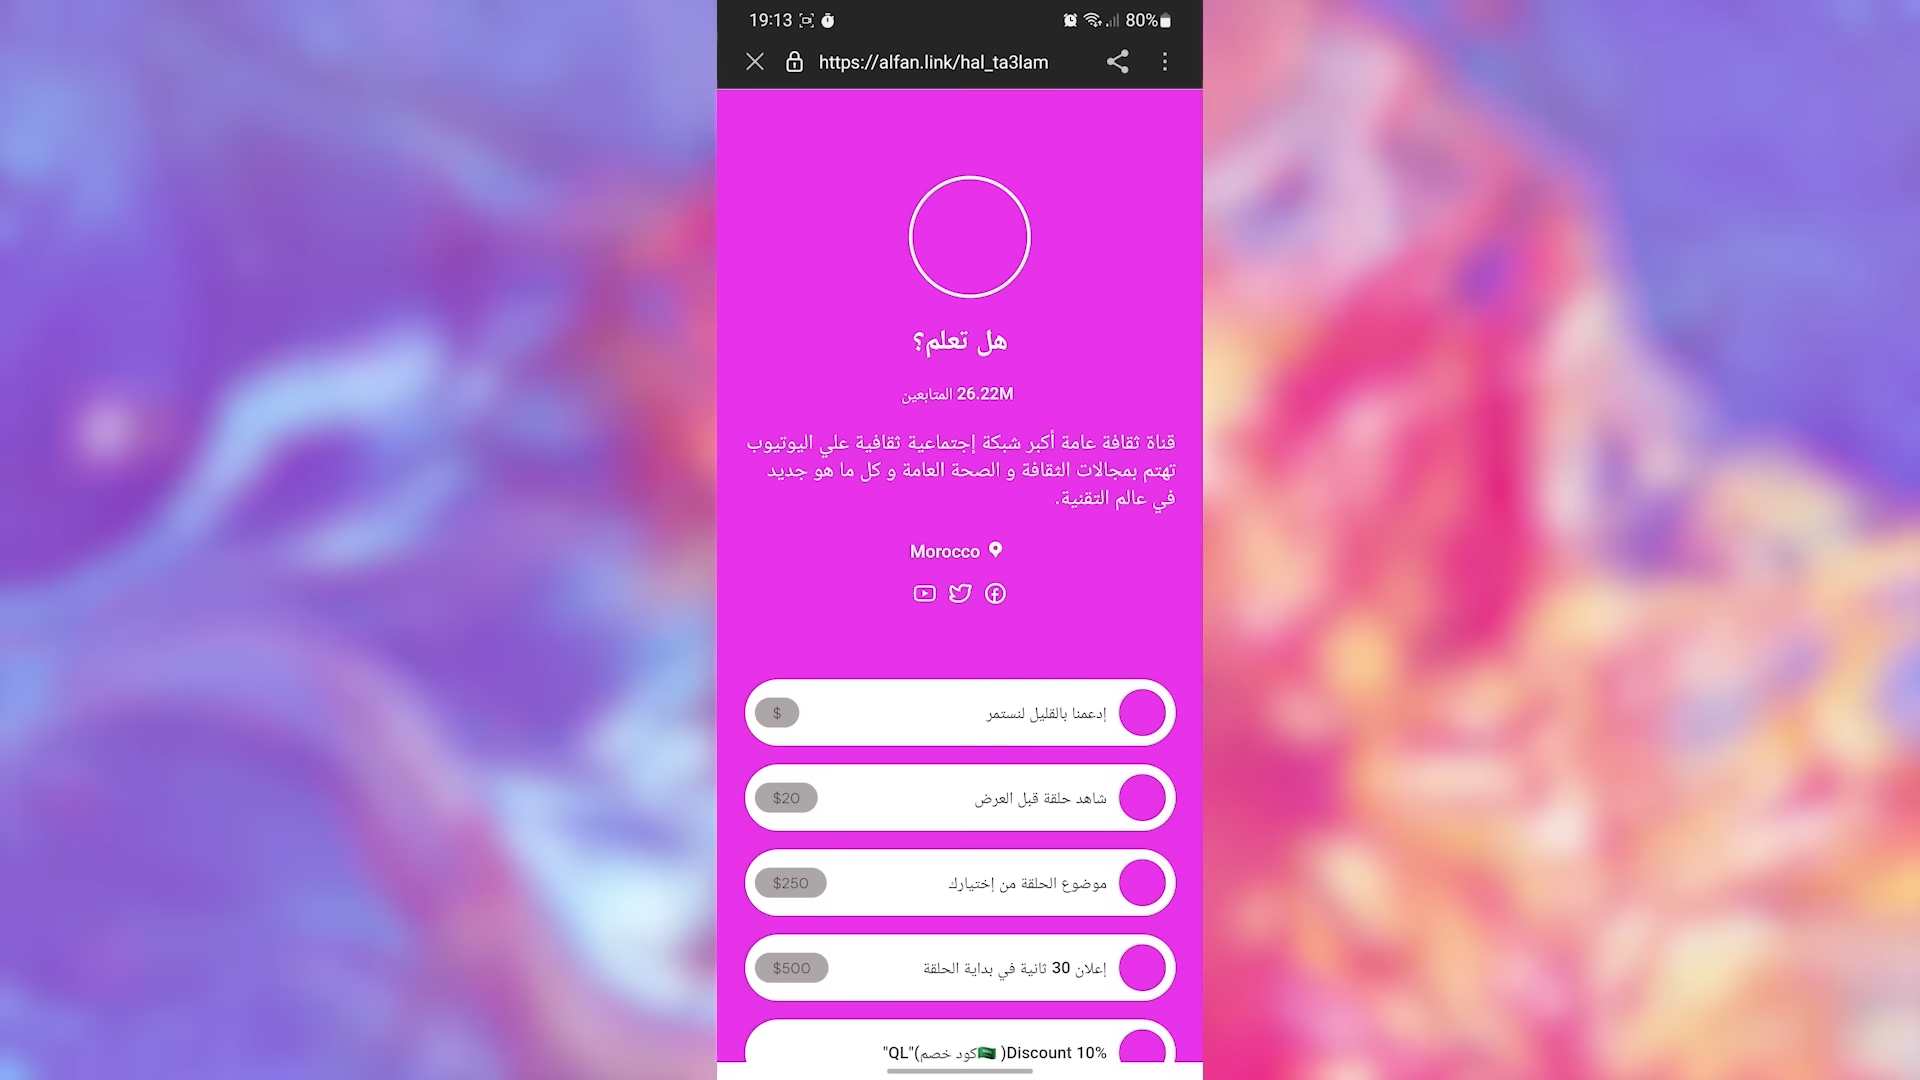 19:13
80%
https://alfan.link/hal_ta3lam
هل تعلم؟
26.22M المتابعين
قناة ثقافة عامة أكبر شبكة إجتماعية ثقافية علي اليوتيوب
تهتم بمجالات الثقافة و الصحة العامة و كل ما هو جديد
في عالم التقنية.
Morocco
إدعمنا بالقليل لنستمر
$
شاهد حلقة قبل العرض
$20
موضوع الحلقة من إختيارك
$250
إعلان 30 ثانية في بداية الحلقة
$500
Discount 10%( 🇸🇦كود خصم)"QL"